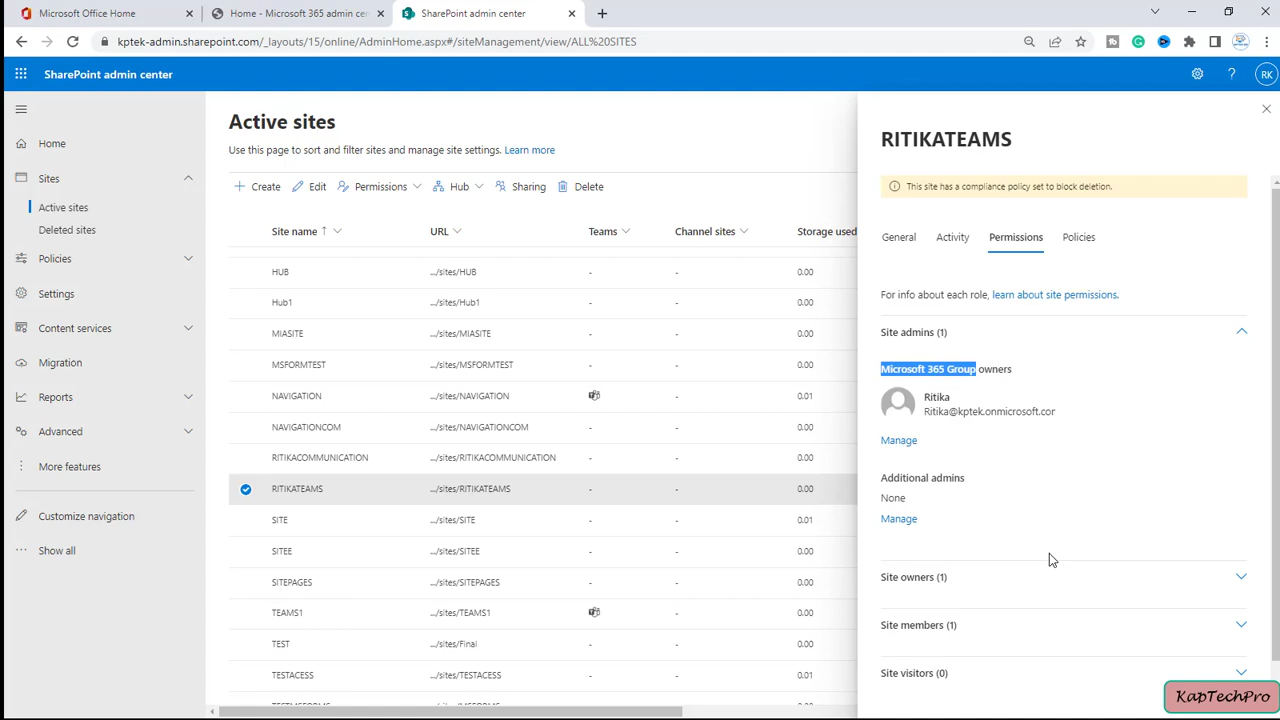 Microsoft Office Home
Home - Microsoft 365 admin cen
SharePoint admin center
kptek-admin.sharepoint.com/_layouts/15/online/AdminHome.aspx#/siteManagement/view/ALL%20SITES
SharePoint admin center
RK
Home
Sites
Active sites
Deleted sites
Policies
Settings
Content services
Migration
Reports
Advanced
More features
Customize navigation
Show all
Active sites
Use this page to sort and filter sites and manage site settings. Learn more
Create Edit Permissions Hub Sharing Delete
Site name ↑ URL Teams Channel sites Storage used
HUB .../sites/HUB - - 0.00
Hub1 .../sites/Hub1 - - 0.00
MIASITE .../sites/MIASITE - - 0.00
MSFORMTEST .../sites/MSFORMTEST - - 0.00
NAVIGATION .../sites/NAVIGATION - 0.01
NAVIGATIONCOM .../sites/NAVIGATIONCOM - - 0.00
RITIKACOMMUNICATION .../sites/RITIKACOMMUNICATION - - 0.00
RITIKATEAMS .../sites/RITIKATEAMS - - 0.00
SITE .../sites/SITE - - 0.01
SITEE .../sites/SITEE - - 0.00
SITEPAGES .../sites/SITEPAGES - - 0.00
TEAMS1 .../sites/TEAMS1 - 0.00
TEST .../sites/Final - - 0.00
TESTACESS .../sites/TESTACESS - - 0.01
RITIKATEAMS
This site has a compliance policy set to block deletion.
General Activity Permissions Policies
For info about each role, learn about site permissions.
Site admins (1)
Microsoft 365 Group owners
Ritika
Ritika@kptek.onmicrosoft.cor
Manage
Additional admins
None
Manage
Site owners (1)
Site members (1)
Site visitors (0)
KapTechPro